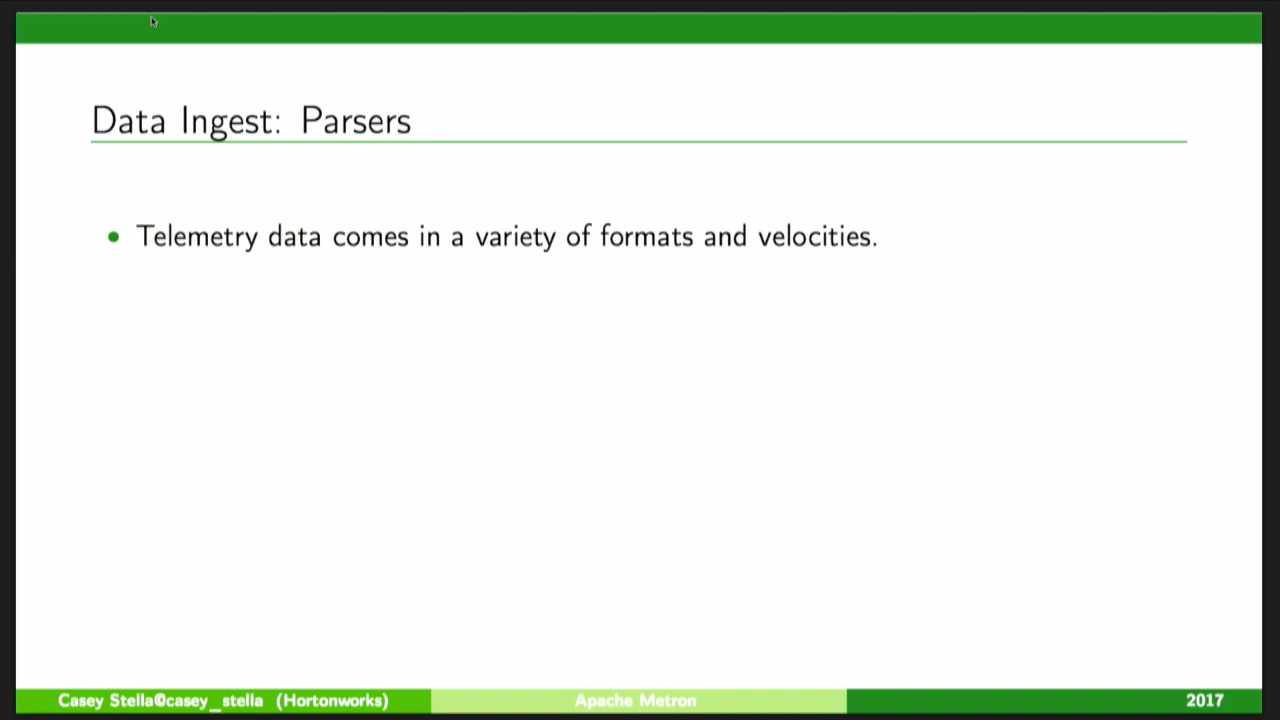 Data Ingest: Parsers
• Telemetry data comes in a variety of formats and velocities.
Casey Stella@casey_stella (Hortonworks) Apache Metron 2017